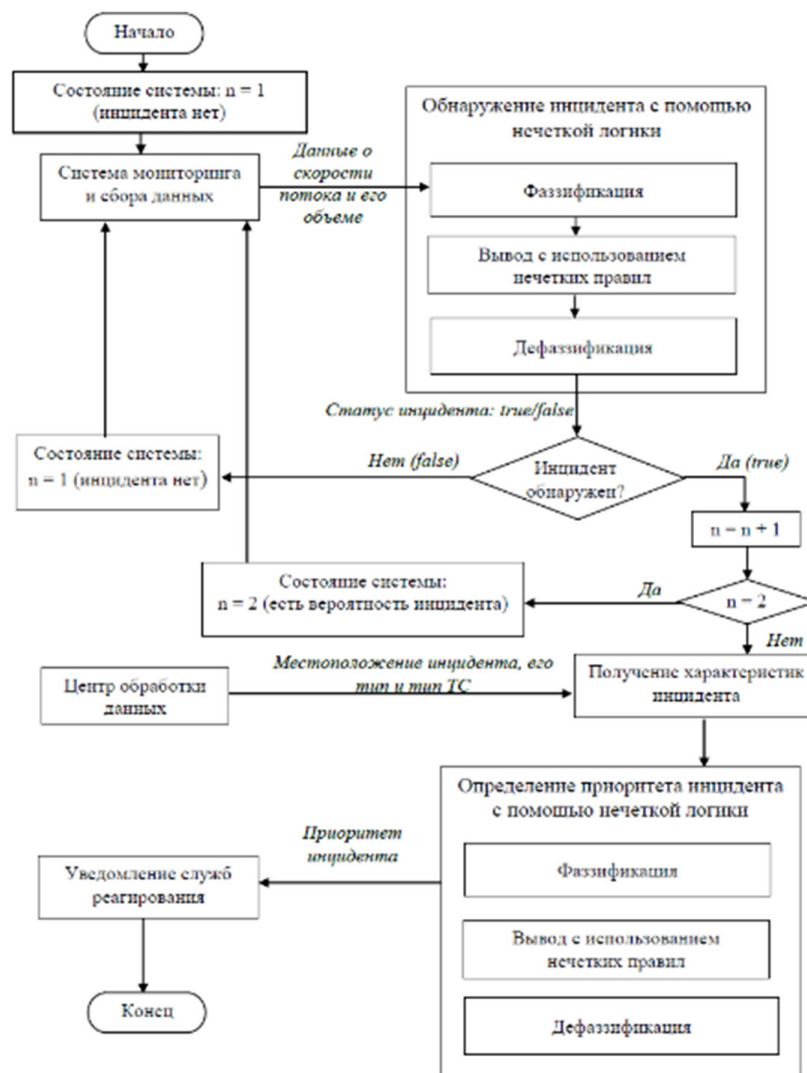 Начало
Состояние системы: n = 1
(инцидента нет)
Система мониторинга
и сбора данных
Данные о
скорости
потока и его
объеме
Обнаружение инцидента с помощью
нечеткой логики
Фаззификация
Вывод с использованием
нечетких правил
Дефаззификация
Статус инцидента: true/false
Инцидент
обнаружен?
Нет (false)
Да (true)
Состояние системы:
n = 1 (инцидента нет)
n = n + 1
n = 2
Да
Нет
Состояние системы:
n = 2 (есть вероятность инцидента)
Центр обработки
данных
Местоположение инцидента, его
тип и тип ТС
Получение характеристик
инцидента
Определение приоритета инцидента
с помощью нечеткой логики
Фаззификация
Вывод с использованием
нечетких правил
Дефаззификация
Приоритет
инцидента
Уведомление служб
реагирования
Конец